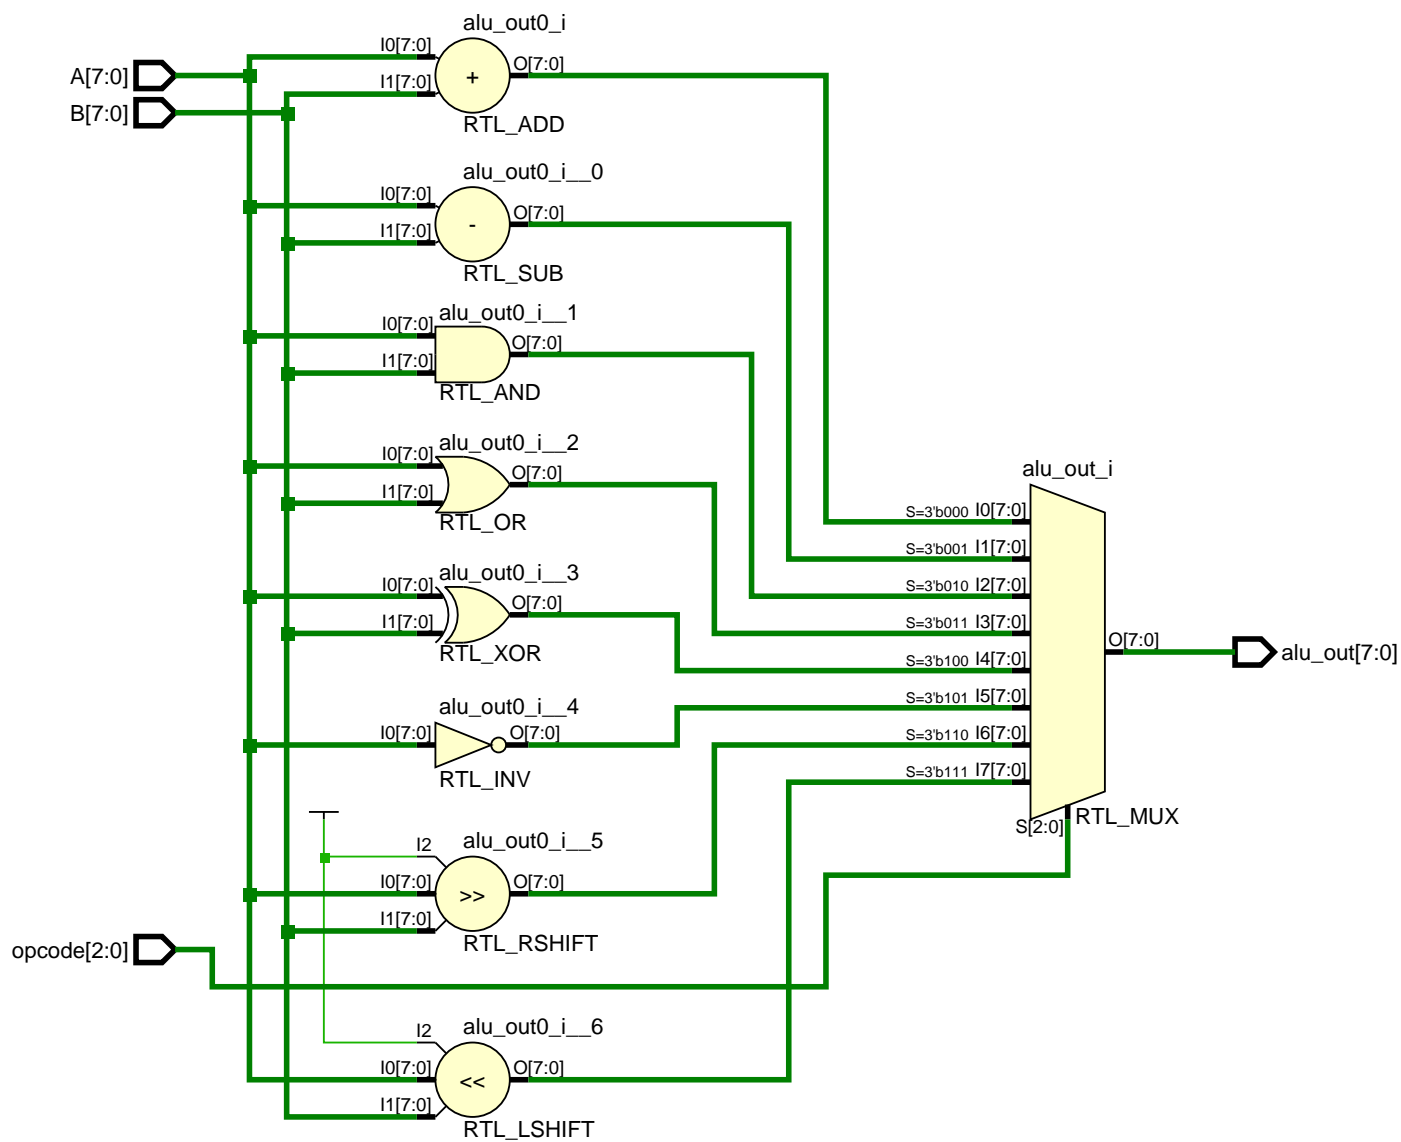 alu_out0_i
I0[7:0]
A[7:0]
O[7:0]
+
I1[7:0]
B[7:0]
RTL_ADD
alu_out0_i__0
I0[7:0]
O[7:0]
-
I1[7:0]
RTL_SUB
alu_out0_i__1
I0[7:0]
O[7:0]
I1[7:0]
RTL_AND
alu_out0_i__2
I0[7:0]
O[7:0]
I1[7:0]
RTL_OR
alu_out0_i__3
I0[7:0]
O[7:0]
I1[7:0]
RTL_XOR
alu_out0_i__4
I0[7:0]
O[7:0]
RTL_INV
alu_out0_i__5
I2
I0[7:0]
O[7:0]
>>
I1[7:0]
RTL_RSHIFT
opcode[2:0]
alu_out0_i__6
I2
I0[7:0]
O[7:0]
<<
I1[7:0]
RTL_LSHIFT
alu_out_i
S=3'b000 I0[7:0]
S=3'b001 I1[7:0]
S=3'b010 I2[7:0]
S=3'b011 I3[7:0]
S=3'b100 I4[7:0]
S=3'b101 I5[7:0]
S=3'b110 I6[7:0]
S=3'b111 I7[7:0]
S[2:0]
RTL_MUX
O[7:0]
alu_out[7:0]